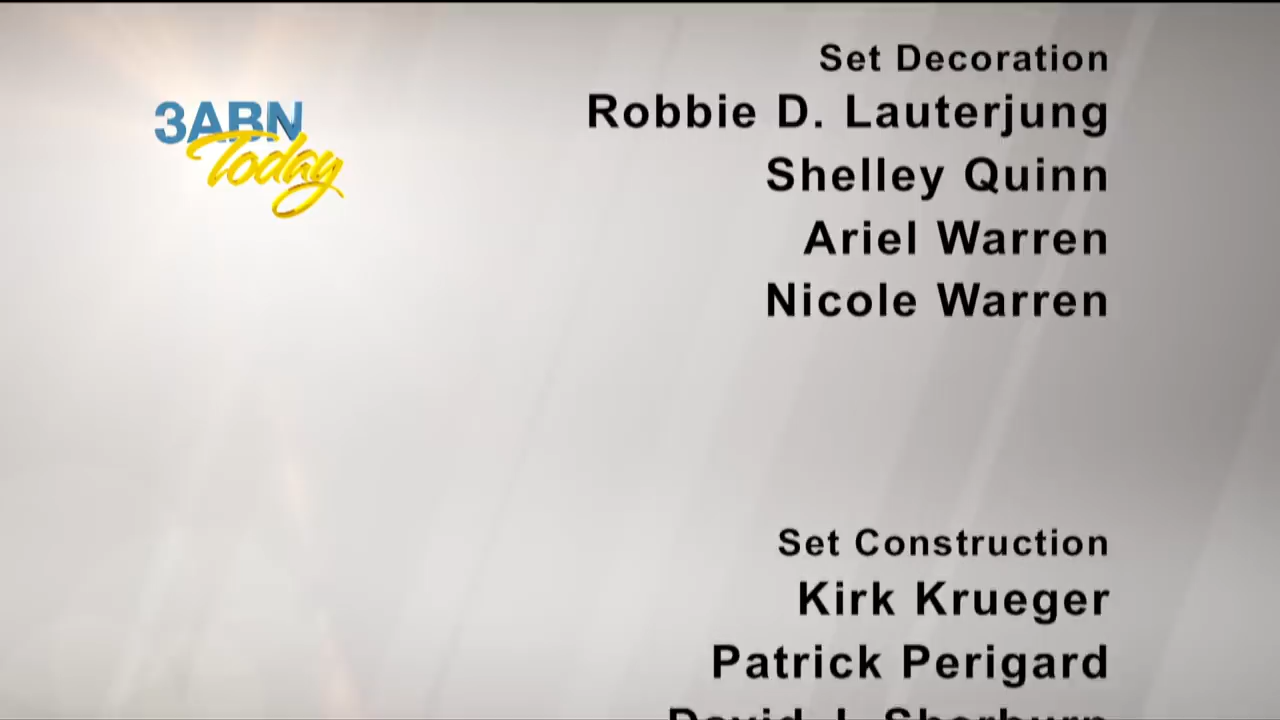 3ABN
Today
Set Decoration
Robbie D. Lauterjung
Shelley Quinn
Ariel Warren
Nicole Warren
Set Construction
Kirk Krueger
Patrick Perigard